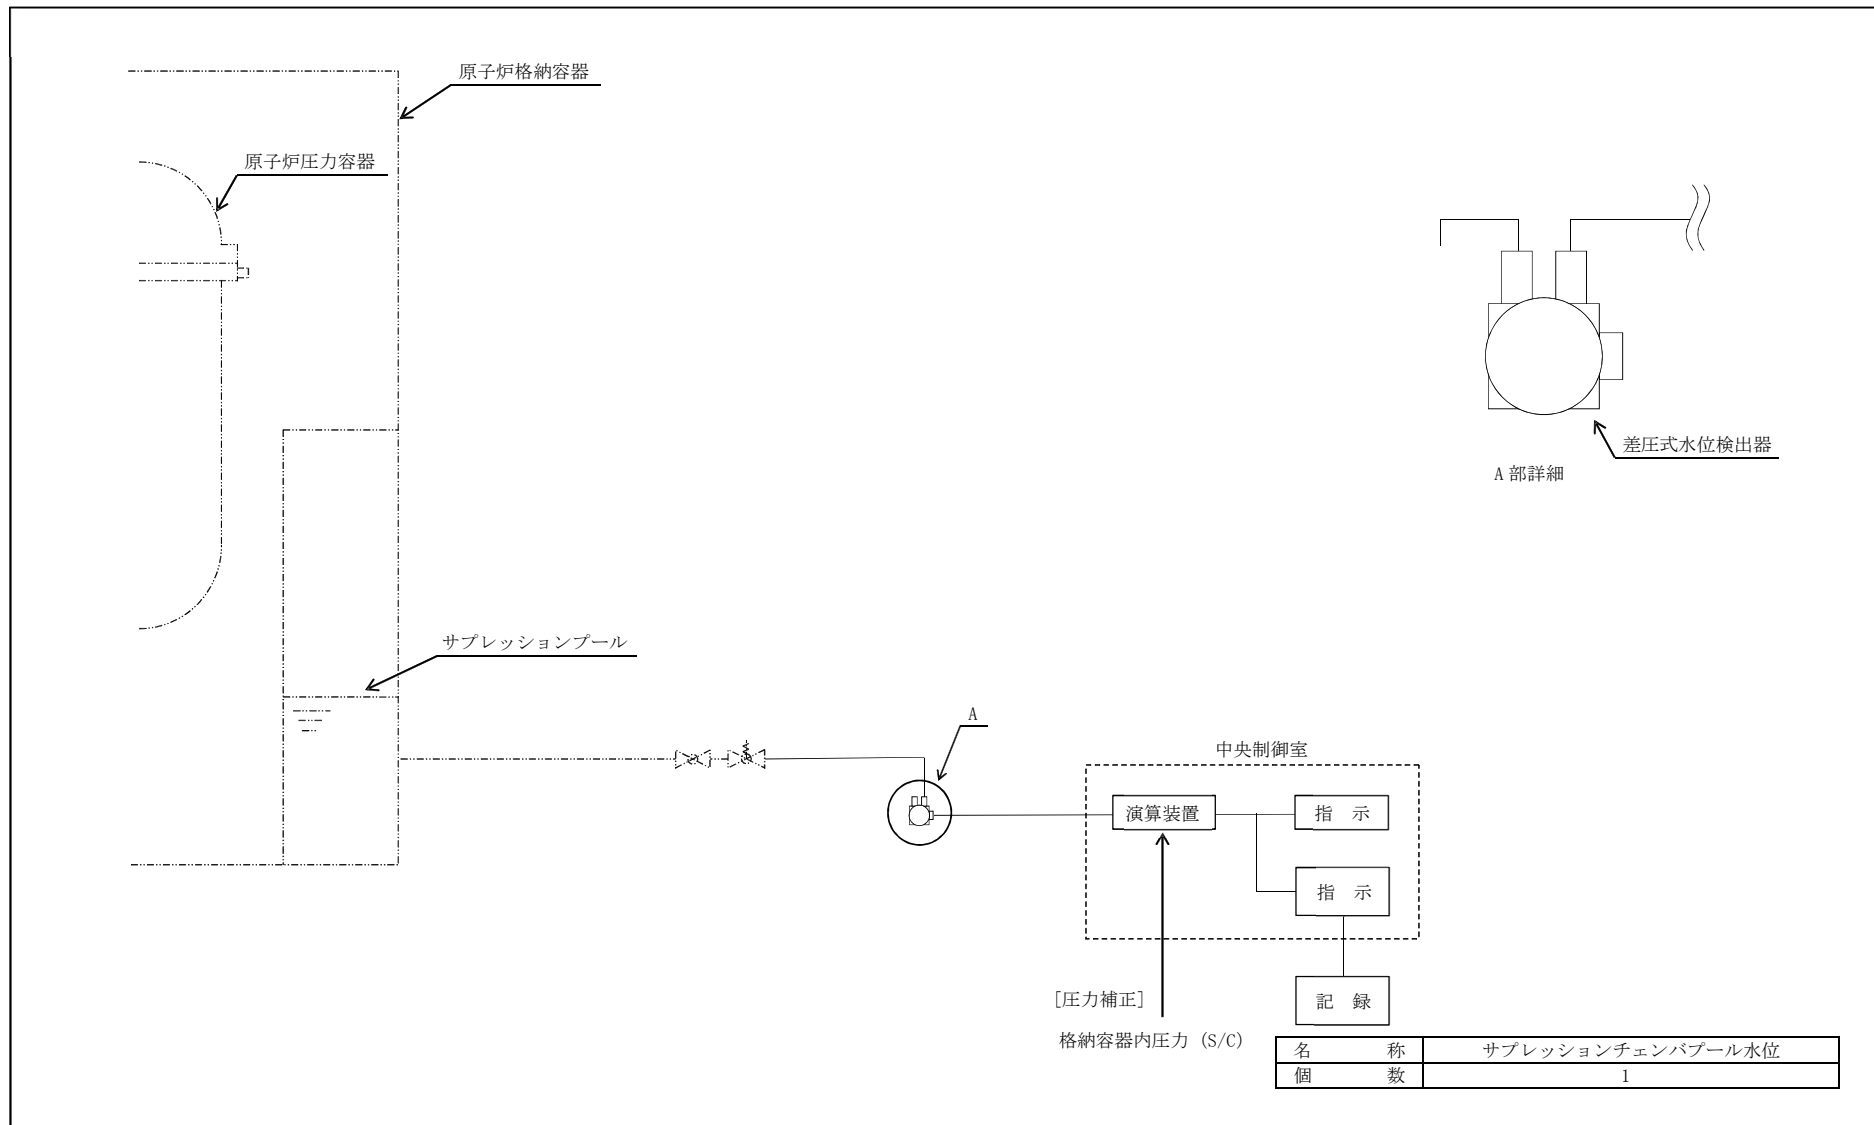 原子炉格納容器
原子炉圧力容器
差圧式水位検出器
A 部詳細
サプレッションプール
A
中央制御室
演算装置
指　示
指　示
記　録
[圧力補正]
格納容器内圧力 (S/C)
名　称　サプレッションチェンバプール水位
個　数　1